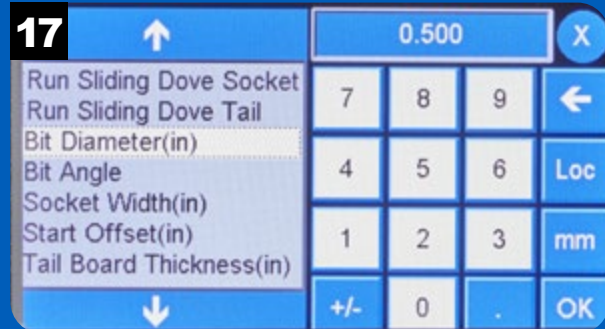 17
0.500
X
Run Sliding Dove Socket
Run Sliding Dove Tail
Bit Diameter(in)
Bit Angle
Socket Width(in)
Start Offset(in)
Tail Board Thickness(in)
7 8 9
4 5 6 Loc
1 2 3 mm
+/- 0 . OK